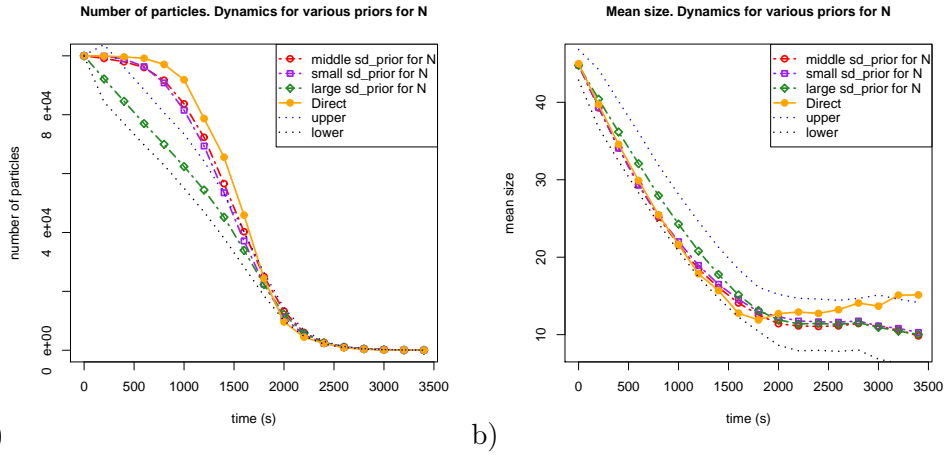 Number of particles. Dynamics for various priors for N
middle sd_prior for N
small sd_prior for N
large sd_prior for N
Direct
upper
lower
number of particles
0 e+00 4 e+04 8 e+04
0 500 1000 1500 2000 2500 3000 3500
time (s)
)
Mean size. Dynamics for various priors for N
middle sd_prior for N
small sd_prior for N
large sd_prior for N
Direct
upper
lower
mean size
10 20 30 40
0 500 1000 1500 2000 2500 3000 3500
time (s)
b)